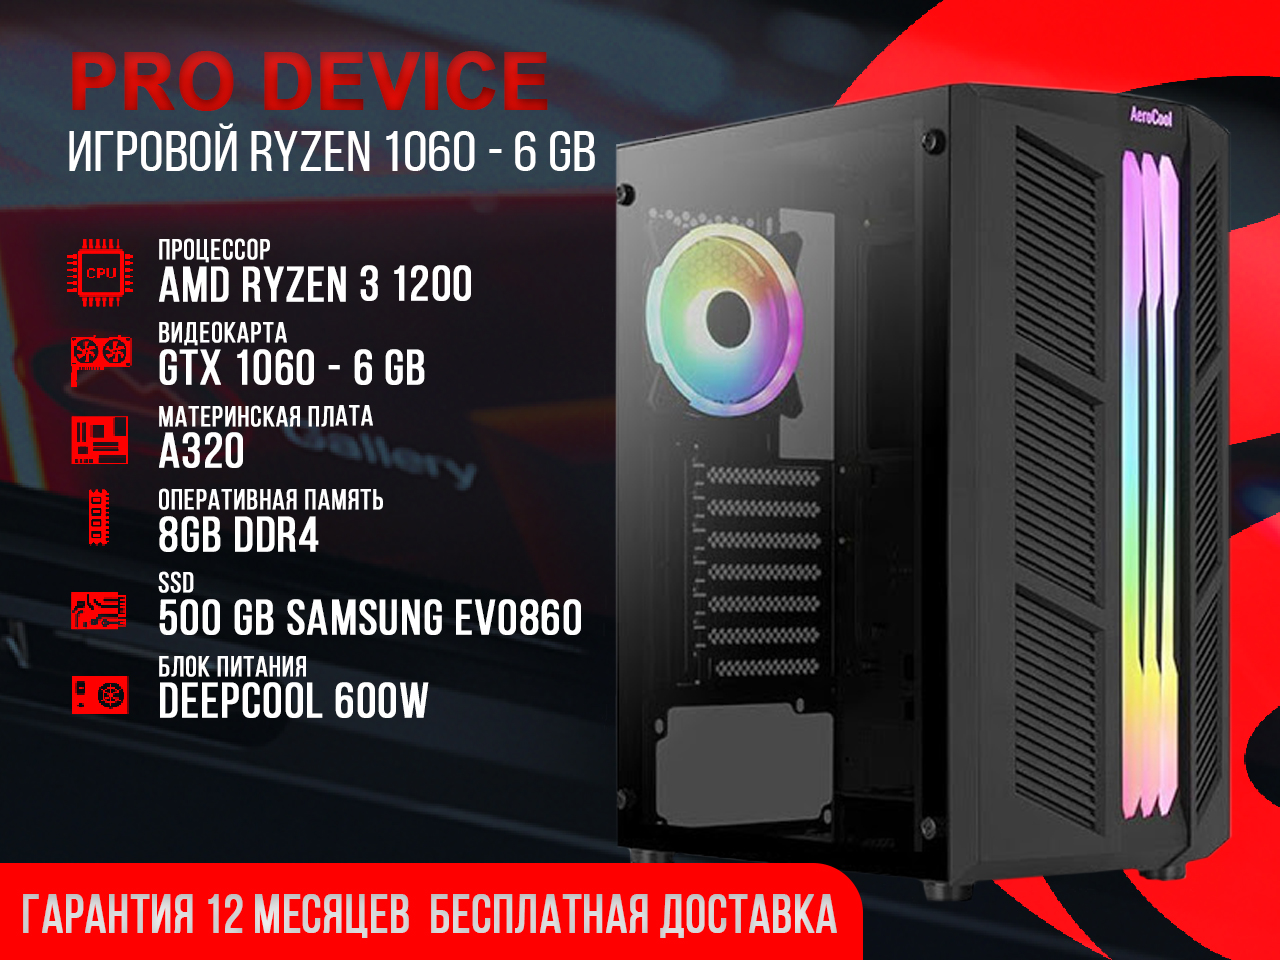 PRO DEVICE
ИГРОВОЙ RYZEN 1060 - 6 GB
AeroCool
CPU
ПРОЦЕССОР
AMD RYZEN 3 1200
ВИДЕОКАРТА
GTX 1060 - 6 GB
МАТЕРИНСКАЯ ПЛАТА
A320
Gallery
ОПЕРАТИВНАЯ ПАМЯТЬ
8GB DDR4
SSD
500 GB SAMSUNG EVO860
БЛОК ПИТАНИЯ
DEEPCOOL 600W
ГАРАНТИЯ 12 МЕСЯЦЕВ БЕСПЛАТНАЯ ДОСТАВКА